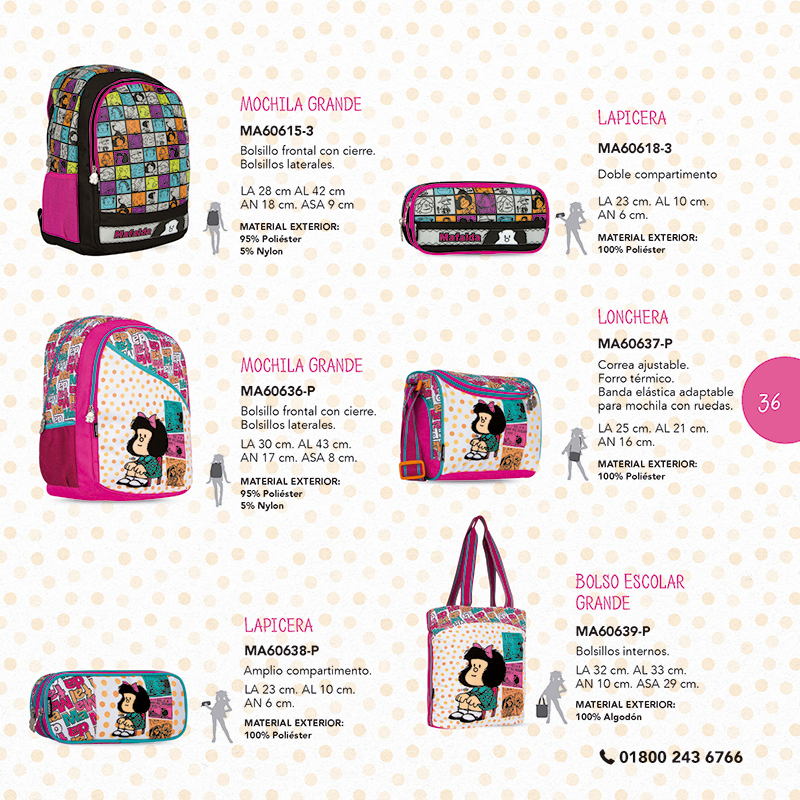 MOCHILA GRANDE
MA60615-3
Bolsillo frontal con cierre.
Bolsillos laterales.
LA 28 cm AL 42 cm
AN 18 cm. ASA 9 cm
MATERIAL EXTERIOR:
95% Poliéster
5% Nylon
Mafalda
LAPICERA
MA60618-3
Doble compartimento
LA 23 cm. AL 10 cm.
AN 6 cm.
MATERIAL EXTERIOR:
100% Poliéster
Mafalda
MOCHILA GRANDE
MA60636-P
Bolsillo frontal con cierre.
Bolsillos laterales.
LA 30 cm. AL 43 cm.
AN 17 cm. ASA 8 cm.
MATERIAL EXTERIOR:
95% Poliéster
5% Nylon
LONCHERA
MA60637-P
Correa ajustable.
Forro térmico.
Banda elástica adaptable
para mochila con ruedas.
LA 25 cm. AL 21 cm.
AN 16 cm.
MATERIAL EXTERIOR:
100% Poliéster
36
LAPICERA
MA60638-P
Amplio compartimento.
LA 23 cm. AL 10 cm.
AN 6 cm.
MATERIAL EXTERIOR:
100% Poliéster
BOLSO ESCOLAR
GRANDE
MA60639-P
Bolsillos internos.
LA 32 cm. AL 33 cm.
AN 10 cm. ASA 29 cm.
MATERIAL EXTERIOR:
100% Algodón
01800 243 6766